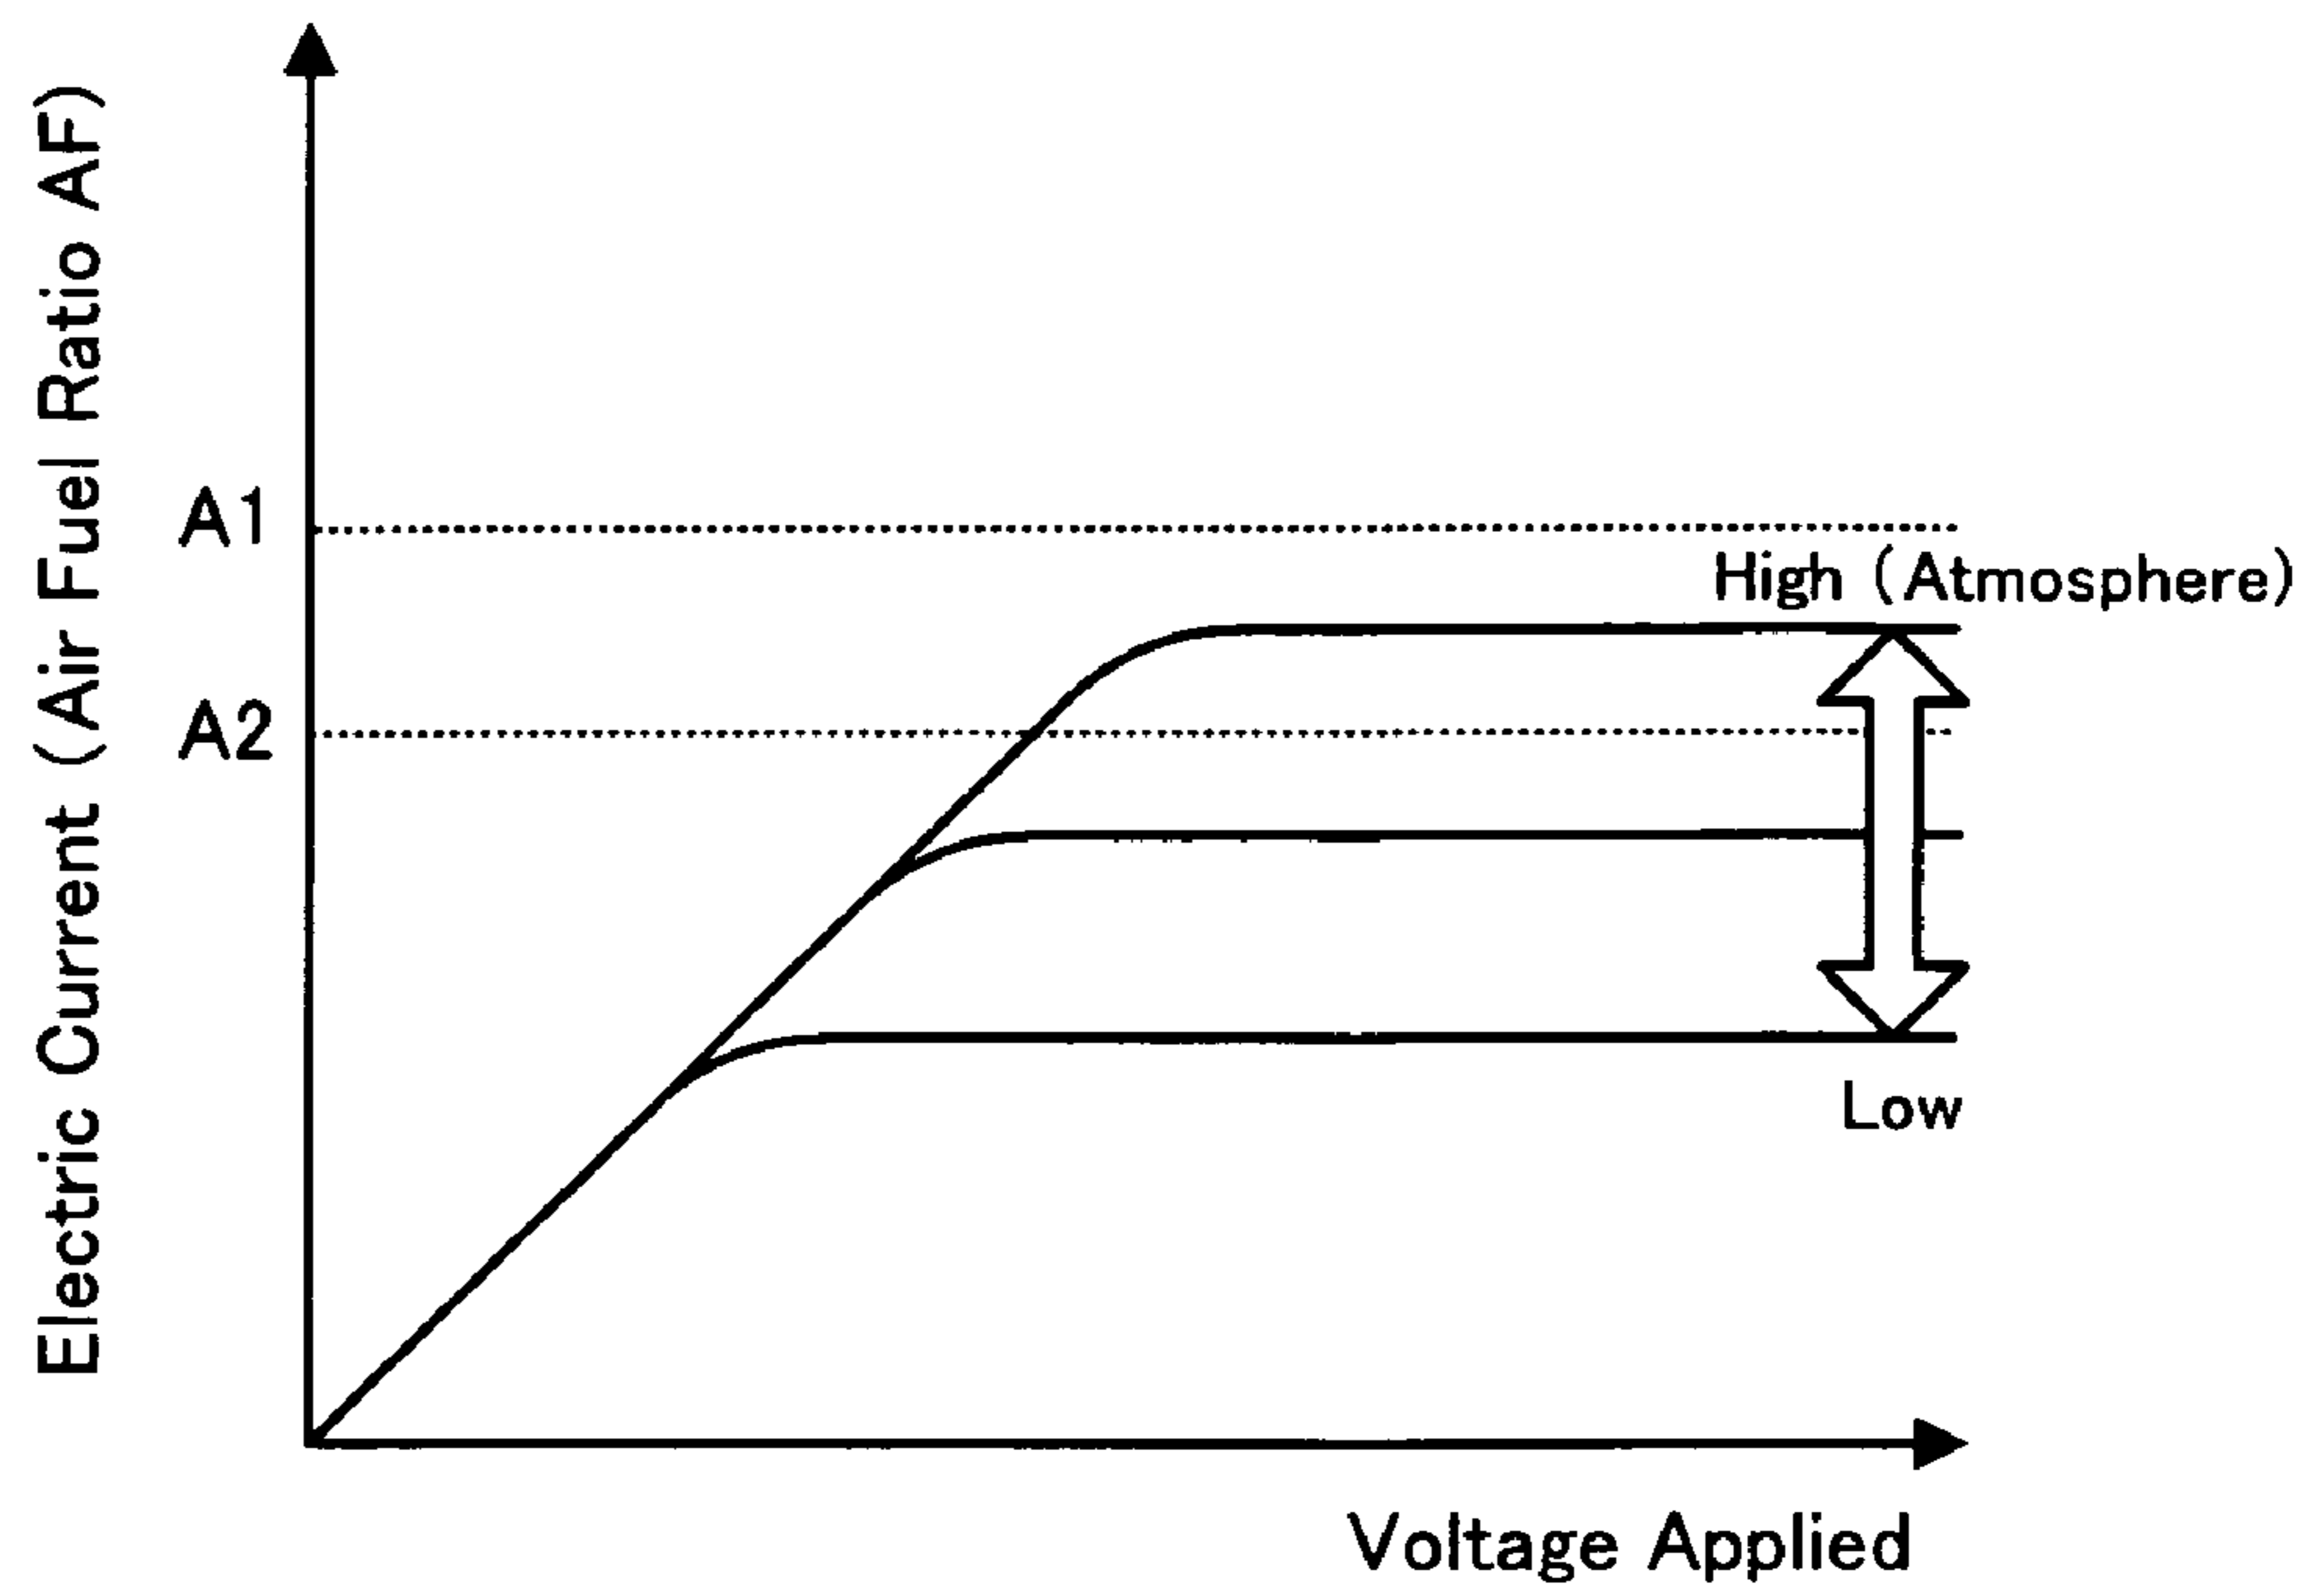 Electric Current (Air Fuel Ratio AF)
A1
High (Atmosphere)
A2
Low
Voltage Applied